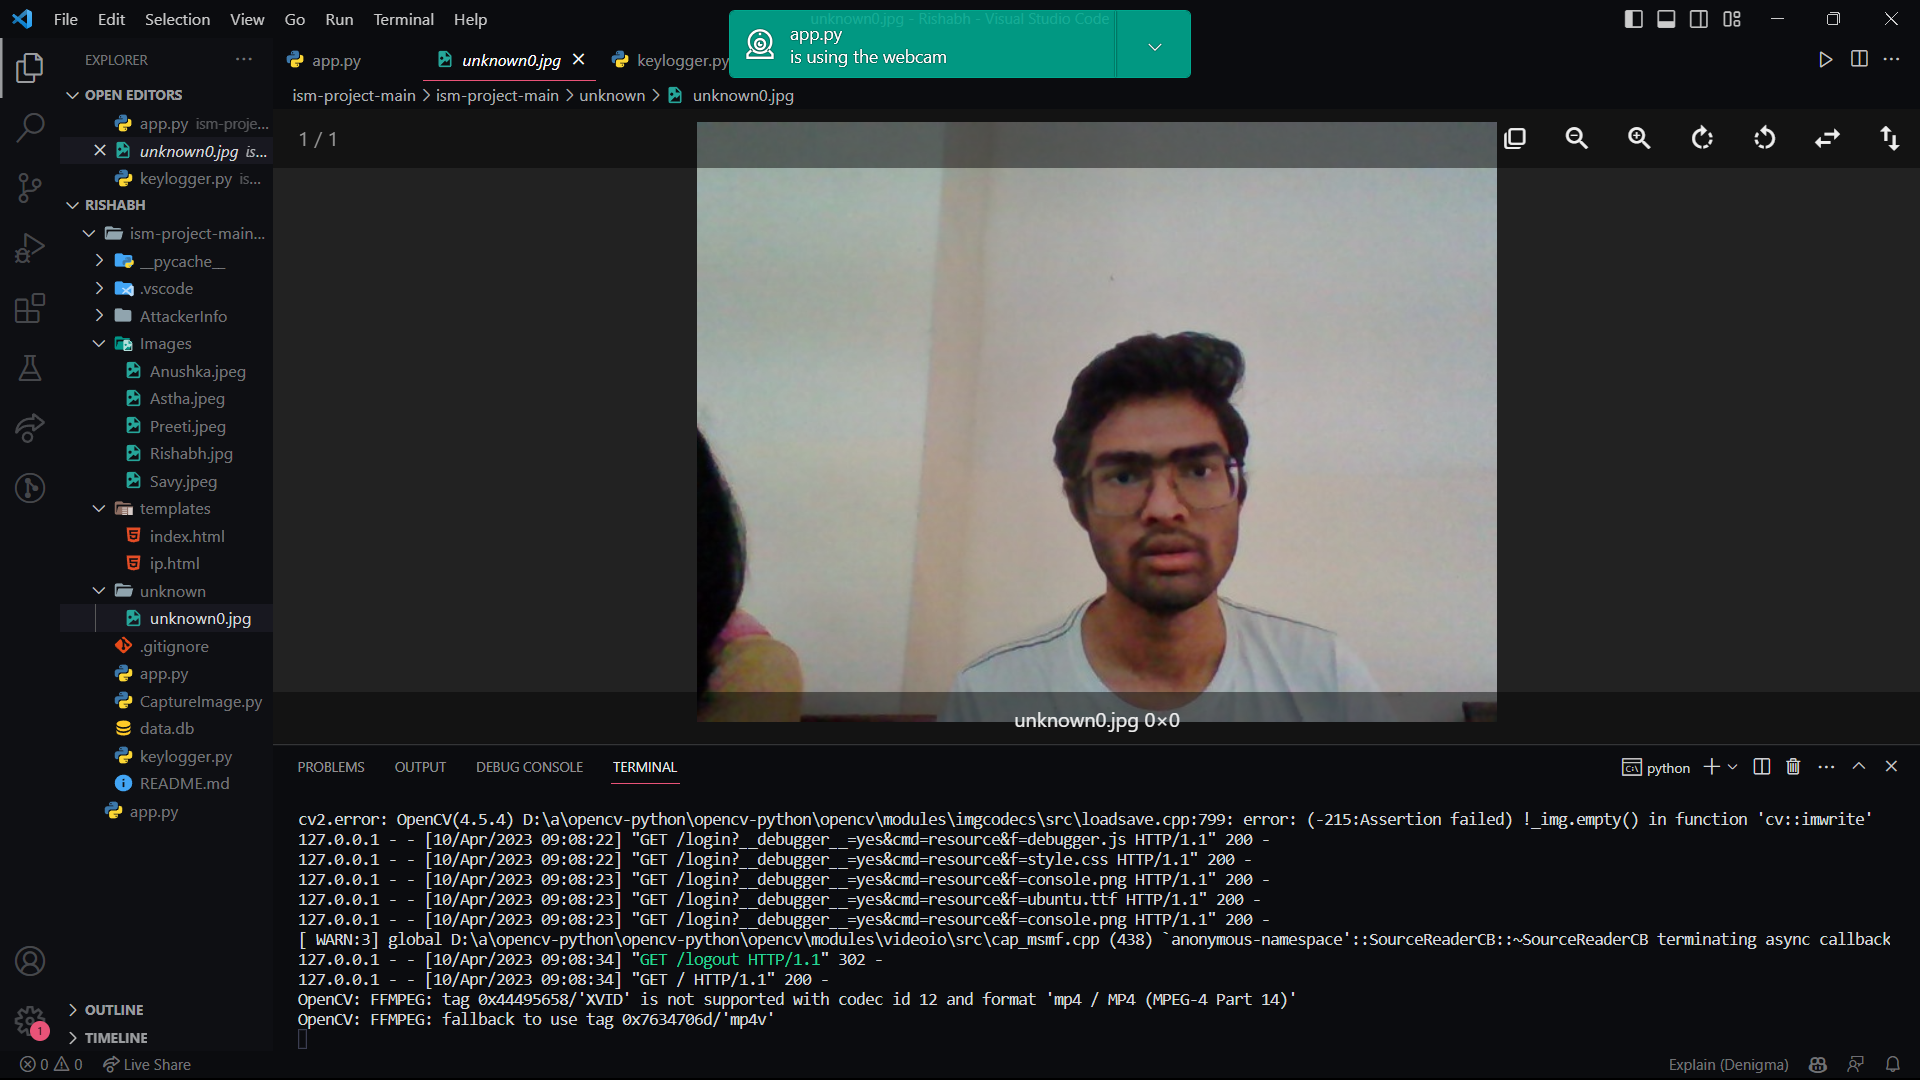 File Edit Selection View Go Run Terminal Help
unknown0.jpg - Rishabh - Visual Studio Code
app.py
is using the webcam
EXPLORER
app.py
unknown0.jpg
keylogger.py
OPEN EDITORS
ism-project-main > ism-project-main > unknown > unknown0.jpg
app.py ism-proje...
unknown0.jpg is...
keylogger.py is...
1 / 1
RISHABH
ism-project-main...
__pycache__
.vscode
AttackerInfo
Images
Anushka.jpeg
Astha.jpeg
Preeti.jpeg
Rishabh.jpg
Savy.jpeg
templates
index.html
ip.html
unknown
unknown0.jpg
.gitignore
app.py
CaptureImage.py
data.db
keylogger.py
README.md
app.py
unknown0.jpg 0×0
PROBLEMS OUTPUT DEBUG CONSOLE TERMINAL
python
cv2.error: OpenCV(4.5.4) D:\a\opencv-python\opencv-python\opencv\modules\imgcodecs\src\loadsave.cpp:799: error: (-215:Assertion failed) !_img.empty() in function 'cv::imwrite'
127.0.0.1 - - [10/Apr/2023 09:08:22] "GET /login?__debugger__=yes&cmd=resource&f=debugger.js HTTP/1.1" 200 -
127.0.0.1 - - [10/Apr/2023 09:08:22] "GET /login?__debugger__=yes&cmd=resource&f=style.css HTTP/1.1" 200 -
127.0.0.1 - - [10/Apr/2023 09:08:23] "GET /login?__debugger__=yes&cmd=resource&f=console.png HTTP/1.1" 200 -
127.0.0.1 - - [10/Apr/2023 09:08:23] "GET /login?__debugger__=yes&cmd=resource&f=ubuntu.ttf HTTP/1.1" 200 -
127.0.0.1 - - [10/Apr/2023 09:08:23] "GET /login?__debugger__=yes&cmd=resource&f=console.png HTTP/1.1" 200 -
[ WARN:3] global D:\a\opencv-python\opencv-python\opencv\modules\videoio\src\cap_msmf.cpp (438) `anonymous-namespace'::SourceReaderCB::~SourceReaderCB terminating async callback
127.0.0.1 - - [10/Apr/2023 09:08:34] "GET /logout HTTP/1.1" 302 -
127.0.0.1 - - [10/Apr/2023 09:08:34] "GET / HTTP/1.1" 200 -
OpenCV: FFMPEG: tag 0x44495658/'XVID' is not supported with codec id 12 and format 'mp4 / MP4 (MPEG-4 Part 14)'
OpenCV: FFMPEG: fallback to use tag 0x7634706d/'mp4v'
OUTLINE
1
TIMELINE
0 0 Live Share
Explain (Denigma)